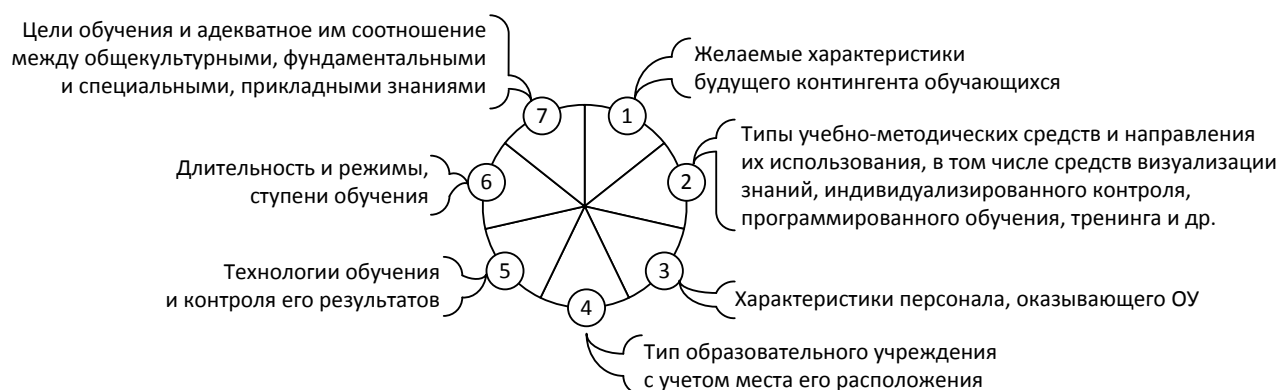 Цели обучения и адекватное им соотношение
между общекультурными, фундаментальными
и специальными, прикладными знаниями
7
1
Желаемые характеристики
будущего контингента обучающихся
Длительность и режимы,
ступени обучения
6
2
Типы учебно-методических средств и направления
их использования, в том числе средств визуализации
знаний, индивидуализированного контроля,
программированного обучения, тренинга и др.
Технологии обучения
и контроля его результатов
5
3
Характеристики персонала, оказывающего ОУ
4
Тип образовательного учреждения
с учетом места его расположения